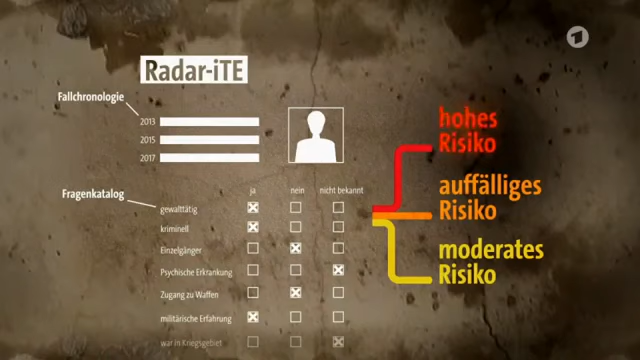 Radar-iTE
Fallchronologie
2013
2015
2017
Fragenkatalog
ja nein nicht bekannt
gewalttätig
kriminell
Einzelgänger
Psychische Erkrankung
Zugang zu Waffen
militärische Erfahrung
war in Kriegsgebiet
hohes
Risiko
auffälliges
Risiko
moderates
Risiko
1